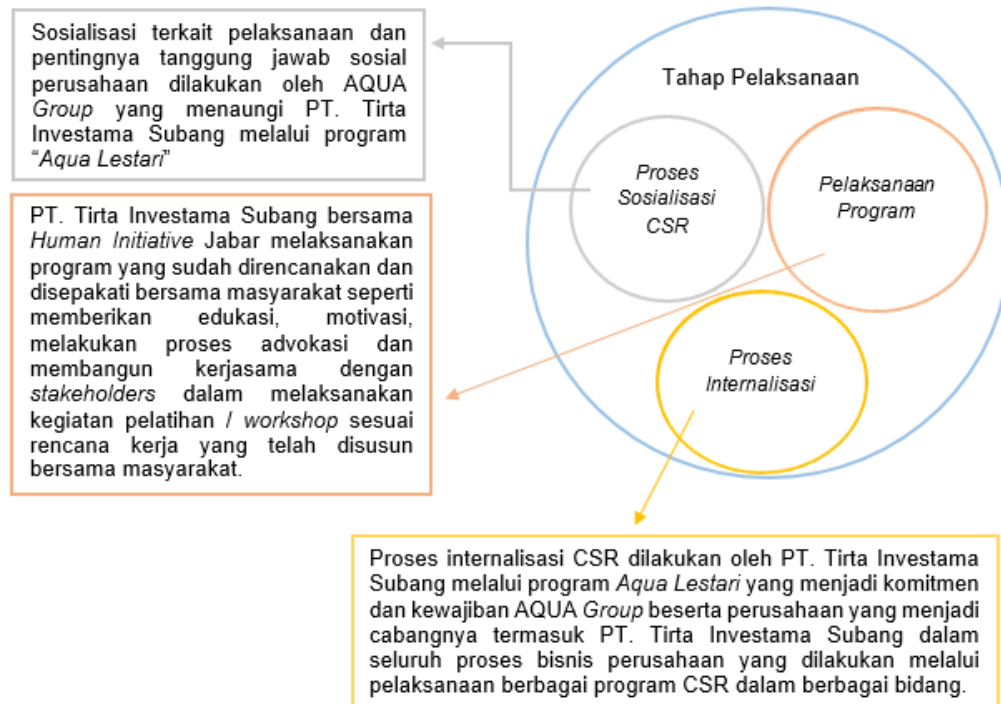 Sosialisasi terkait pelaksanaan dan
pentingnya tanggung jawab sosial
perusahaan dilakukan oleh AQUA
Group yang menaungi PT. Tirta
Investama Subang melalui program
“Aqua Lestari”
PT. Tirta Investama Subang bersama
Human Initiative Jabar melaksanakan
program yang sudah direncanakan dan
disepakati bersama masyarakat seperti
memberikan edukasi, motivasi,
melakukan proses advokasi dan
membangun kerjasama dengan
stakeholders dalam melaksanakan
kegiatan pelatihan / workshop sesuai
rencana kerja yang telah disusun
bersama masyarakat.
Tahap Pelaksanaan
Proses
Sosialisasi
CSR
Pelaksanaan
Program
Proses
Internalisasi
Proses internalisasi CSR dilakukan oleh PT. Tirta Investama
Subang melalui program Aqua Lestari yang menjadi komitmen
dan kewajiban AQUA Group beserta perusahaan yang menjadi
cabangnya termasuk PT. Tirta Investama Subang dalam
seluruh proses bisnis perusahaan yang dilakukan melalui
pelaksanaan berbagai program CSR dalam berbagai bidang.